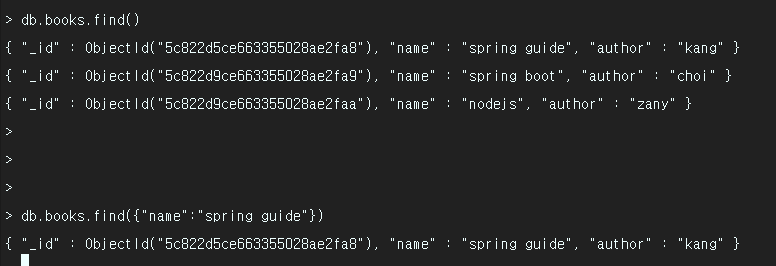 > db.books.find()
{ "_id" : ObjectId("5c822d5ce663355028ae2fa8"), "name" : "spring guide", "author" : "kang" }
{ "_id" : ObjectId("5c822d9ce663355028ae2fa9"), "name" : "spring boot", "author" : "choi" }
{ "_id" : ObjectId("5c822d9ce663355028ae2faa"), "name" : "nodejs", "author" : "zany" }
>
>
>
> db.books.find({"name":"spring guide"})
{ "_id" : ObjectId("5c822d5ce663355028ae2fa8"), "name" : "spring guide", "author" : "kang" }